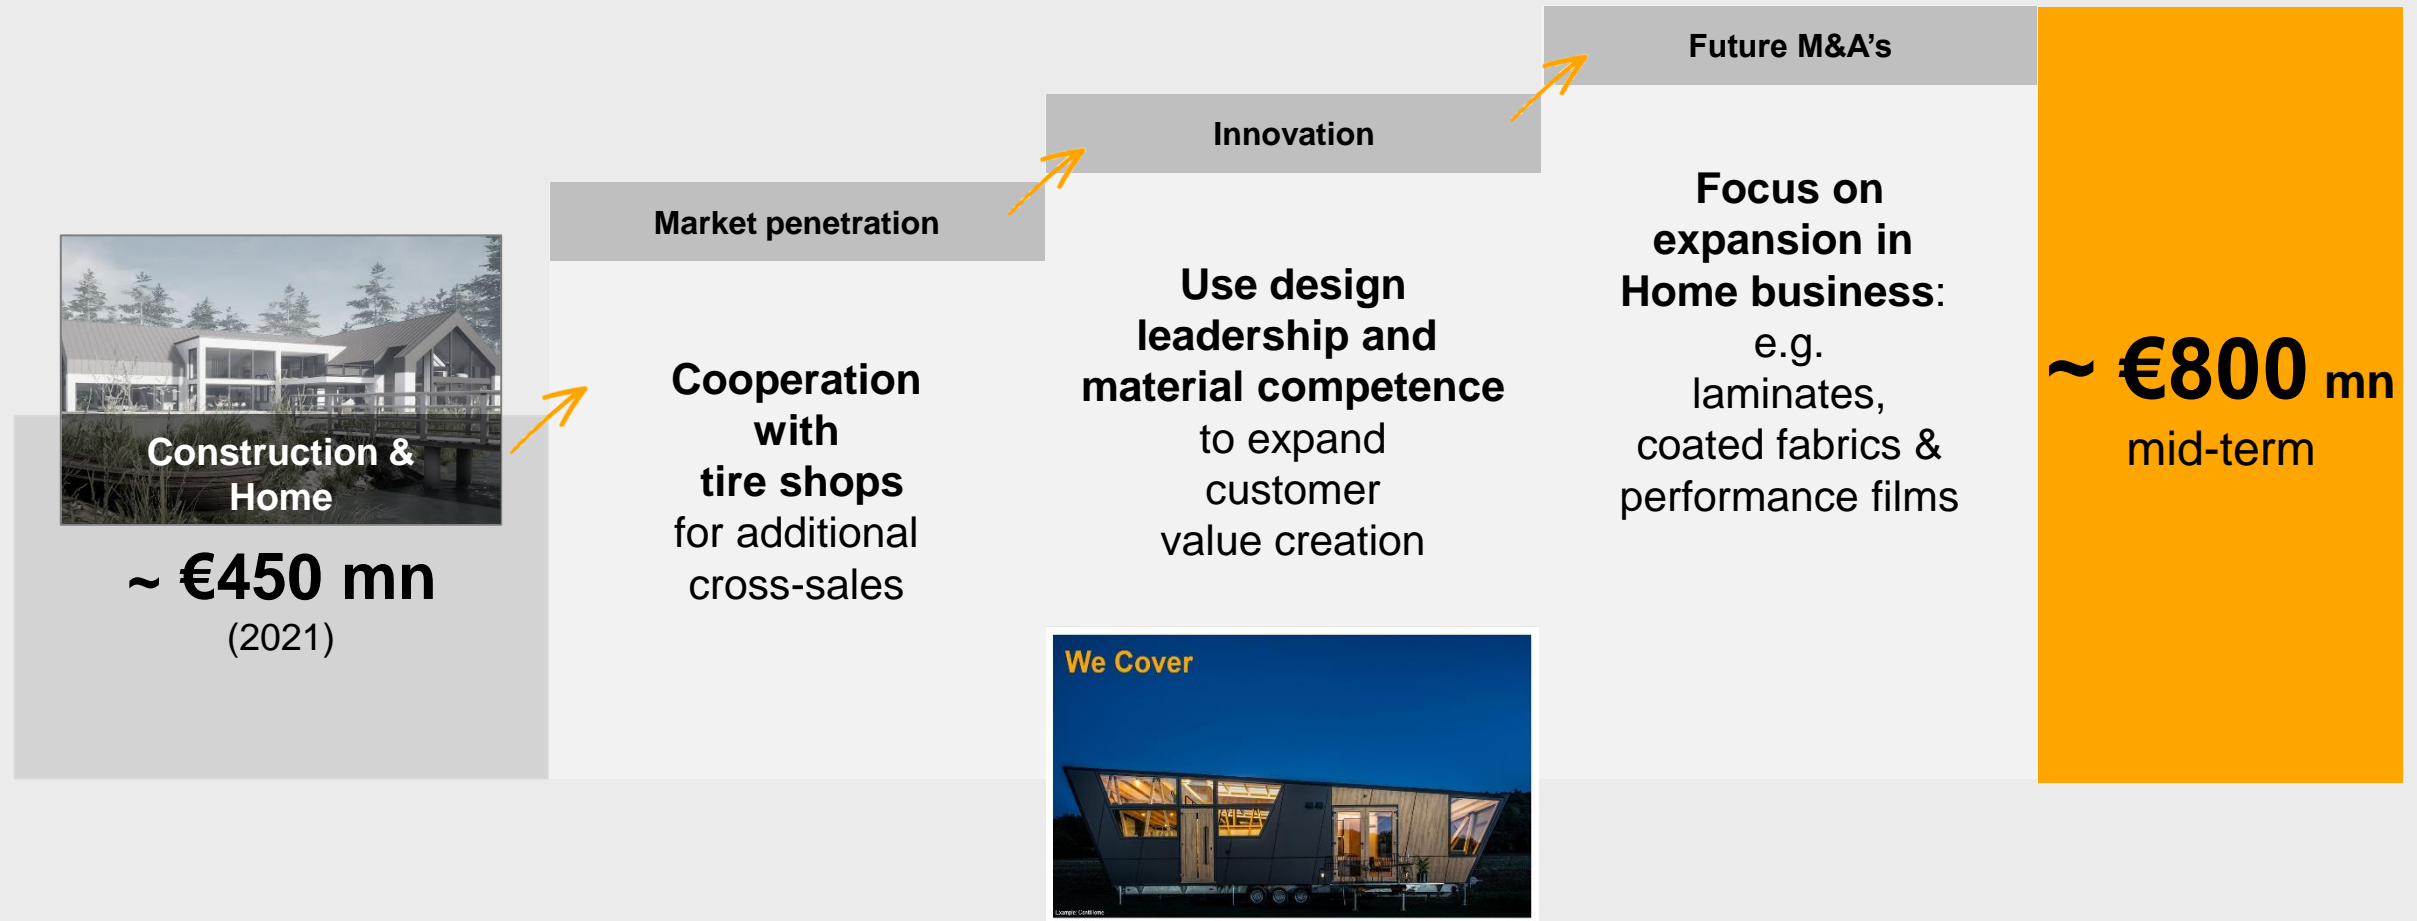 Construction &
Home
~ €450 mn
(2021)
Market penetration
Cooperation
with
tire shops
for additional
cross-sales
Innovation
Use design
leadership and
material competence
to expand
customer
value creation
We Cover
Future M&A’s
Focus on
expansion in
Home business:
e.g.
laminates,
coated fabrics &
performance films
~ €800 mn
mid-term